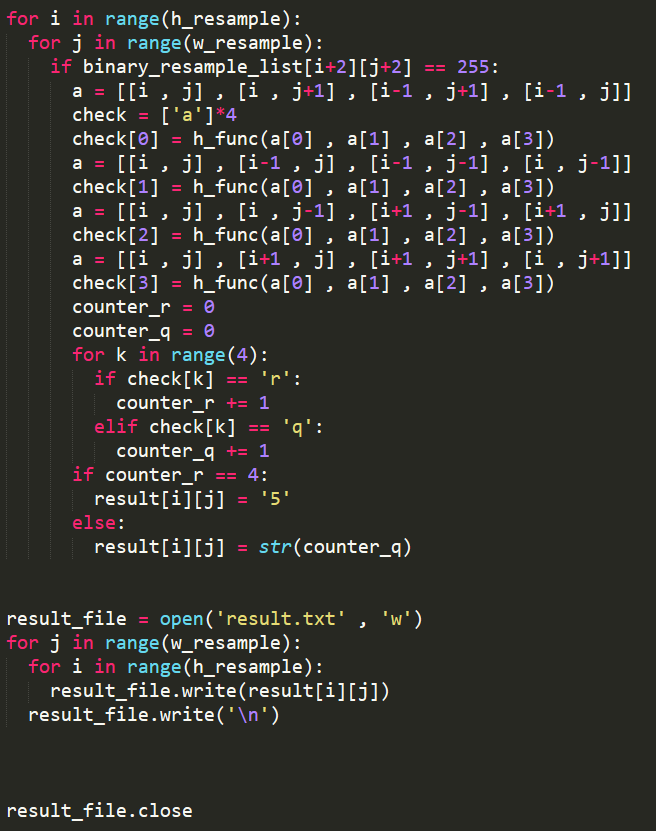 for i in range(h_resample):
  for j in range(w_resample):
    if binary_resample_list[i+2][j+2] == 255:
      a = [[i , j] , [i , j+1] , [i-1 , j+1] , [i-1 , j]]
      check = ['a']*4
      check[0] = h_func(a[0] , a[1] , a[2] , a[3])
      a = [[i , j] , [i-1 , j] , [i-1 , j-1] , [i , j-1]]
      check[1] = h_func(a[0] , a[1] , a[2] , a[3])
      a = [[i , j] , [i , j-1] , [i+1 , j-1] , [i+1 , j]]
      check[2] = h_func(a[0] , a[1] , a[2] , a[3])
      a = [[i , j] , [i+1 , j] , [i+1 , j+1] , [i , j+1]]
      check[3] = h_func(a[0] , a[1] , a[2] , a[3])
      counter_r = 0
      counter_q = 0
      for k in range(4):
        if check[k] == 'r':
          counter_r += 1
        elif check[k] == 'q':
          counter_q += 1
      if counter_r == 4:
        result[i][j] = '5'
      else:
        result[i][j] = str(counter_q)
result_file = open('result.txt' , 'w')
for j in range(w_resample):
  for i in range(h_resample):
    result_file.write(result[i][j])
  result_file.write('\n')
result_file.close